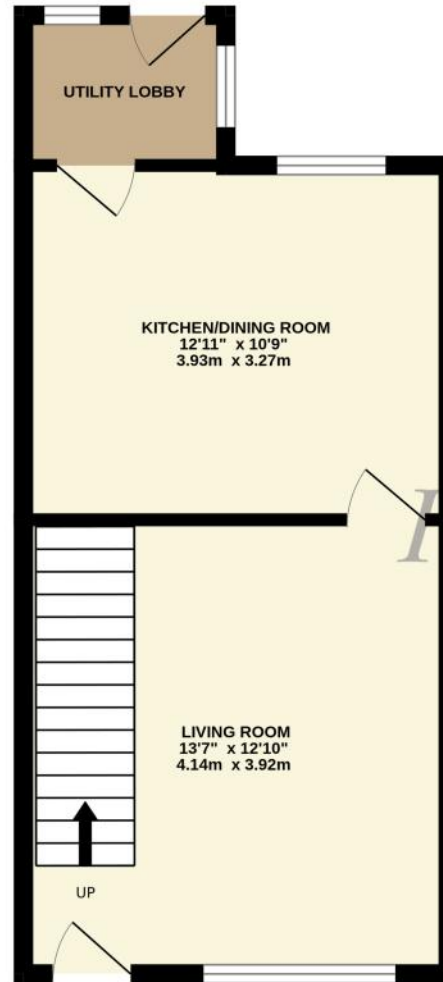 UTILITY LOBBY
KITCHEN/DINING ROOM
12'11" x 10'9"
3.93m x 3.27m
LIVING ROOM
13'7" x 12'10"
4.14m x 3.92m
UP